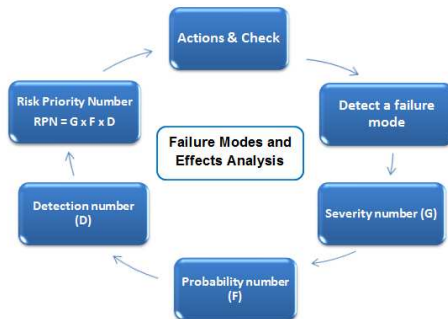 Actions & Check
Detect a failure
mode
Severity number (G)
Probability number
(F)
Detection number
(D)
Risk Priority Number
RPN = G x F x D
Failure Modes and
Effects Analysis